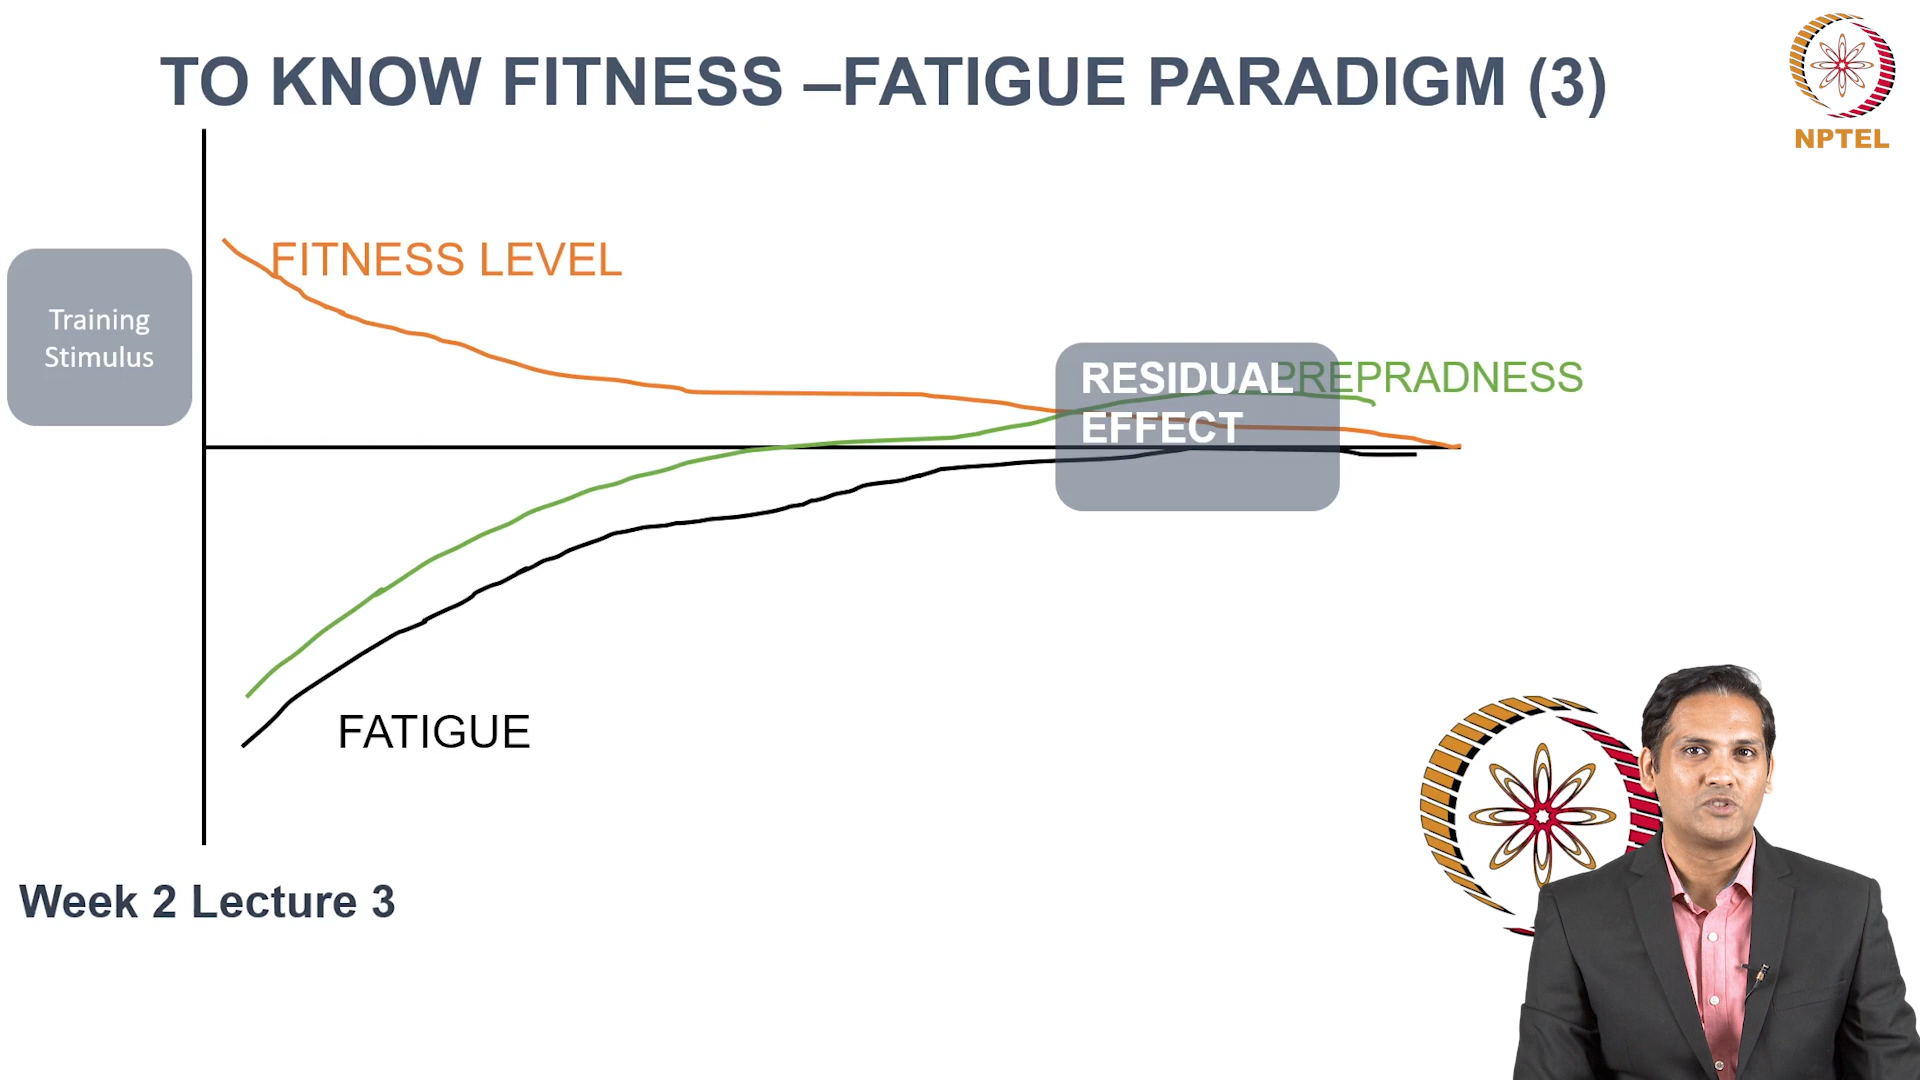 TO KNOW FITNESS –FATIGUE PARADIGM (3)
NPTEL
FITNESS LEVEL
Training
Stimulus
RESIDUAL
EFFECT
PREPRADNESS
FATIGUE
Week 2 Lecture 3